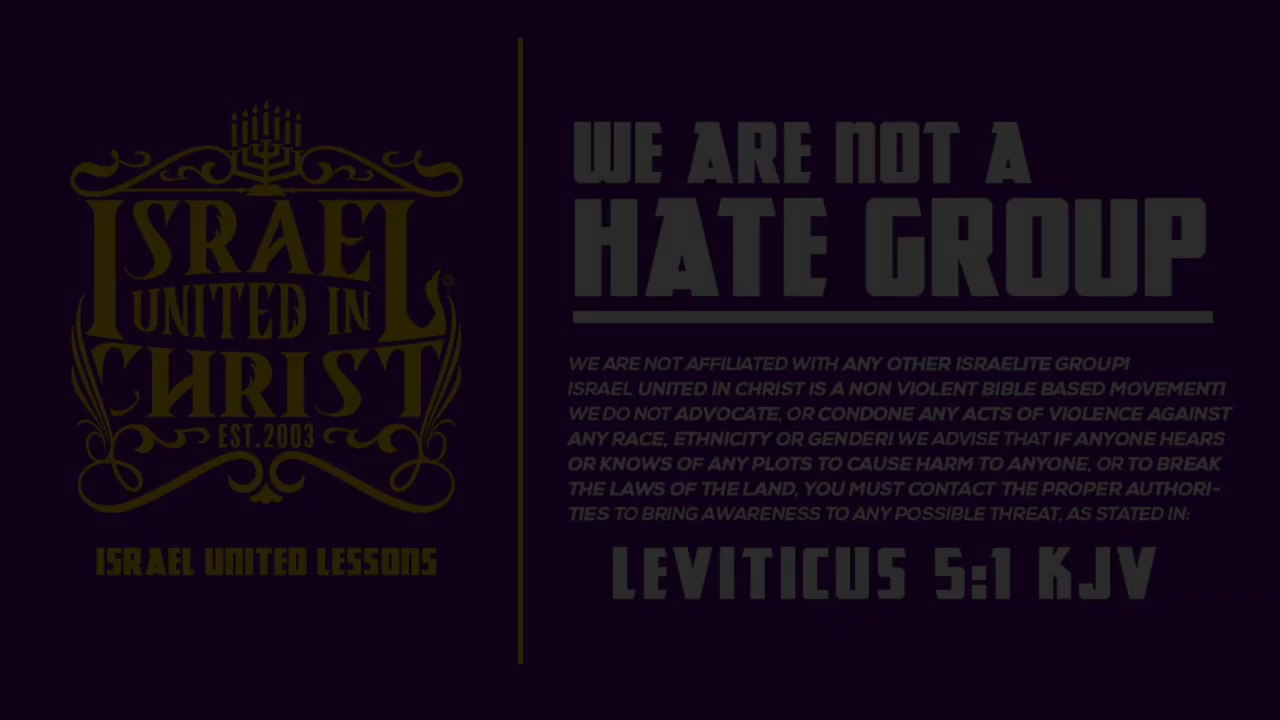 ISRAEL
UNITED IN
CHRIST
EST. 2003
ISRAEL UNITED LESSONS
WE ARE NOT A
HATE GROUP
WE ARE NOT AFFILIATED WITH ANY OTHER ISRAELITE GROUP!
ISRAEL UNITED IN CHRIST IS A NON VIOLENT BIBLE BASED MOVEMENT!
WE DO NOT ADVOCATE, OR CONDONE ANY ACTS OF VIOLENCE AGAINST
ANY RACE, ETHNICITY OR GENDER! WE ADVISE THAT IF ANYONE HEARS
OR KNOWS OF ANY PLOTS TO CAUSE HARM TO ANYONE, OR TO BREAK
THE LAWS OF THE LAND, YOU MUST CONTACT THE PROPER AUTHORI-
TIES TO BRING AWARENESS TO ANY POSSIBLE THREAT, AS STATED IN:
LEVITICUS 5:1 KJV